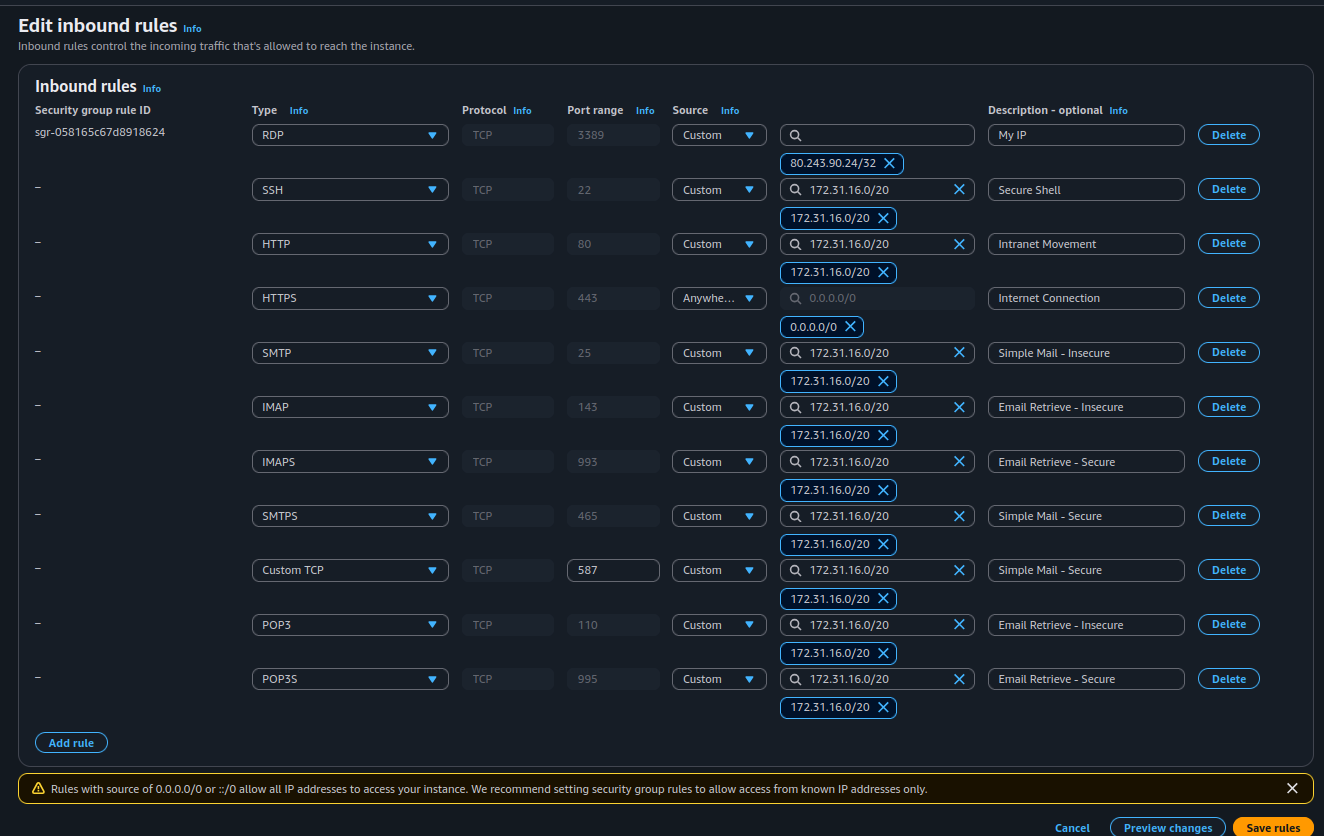 Edit inbound rules Info
Inbound rules control the incoming traffic that's allowed to reach the instance.
Inbound rules Info
Security group rule ID Type Info Protocol Info Port range Info Source Info Description - optional Info
sgr-058165c67d8918624 RDP TCP 3389 Custom My IP Delete
80.243.90.24/32
– SSH TCP 22 Custom 172.31.16.0/20 Secure Shell Delete
172.31.16.0/20
– HTTP TCP 80 Custom 172.31.16.0/20 Intranet Movement Delete
172.31.16.0/20
– HTTPS TCP 443 Anywhe... 0.0.0.0/0 Internet Connection Delete
0.0.0.0/0
– SMTP TCP 25 Custom 172.31.16.0/20 Simple Mail - Insecure Delete
172.31.16.0/20
– IMAP TCP 143 Custom 172.31.16.0/20 Email Retrieve - Insecure Delete
172.31.16.0/20
– IMAPS TCP 993 Custom 172.31.16.0/20 Email Retrieve - Secure Delete
172.31.16.0/20
– SMTPS TCP 465 Custom 172.31.16.0/20 Simple Mail - Secure Delete
172.31.16.0/20
– Custom TCP TCP 587 Custom 172.31.16.0/20 Simple Mail - Secure Delete
172.31.16.0/20
– POP3 TCP 110 Custom 172.31.16.0/20 Email Retrieve - Insecure Delete
172.31.16.0/20
– POP3S TCP 995 Custom 172.31.16.0/20 Email Retrieve - Secure Delete
172.31.16.0/20
Add rule
Rules with source of 0.0.0.0/0 or ::/0 allow all IP addresses to access your instance. We recommend setting security group rules to allow access from known IP addresses only.
Cancel Preview changes Save rules